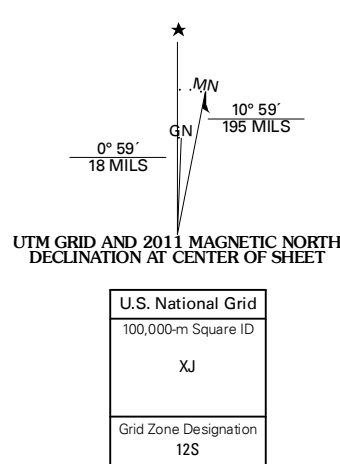 ★
MN
10° 59´
195 MILS
GN
0° 59´
18 MILS
UTM GRID AND 2011 MAGNETIC NORTH
DECLINATION AT CENTER OF SHEET
U.S. National Grid
100,000-m Square ID
XJ
Grid Zone Designation
12S